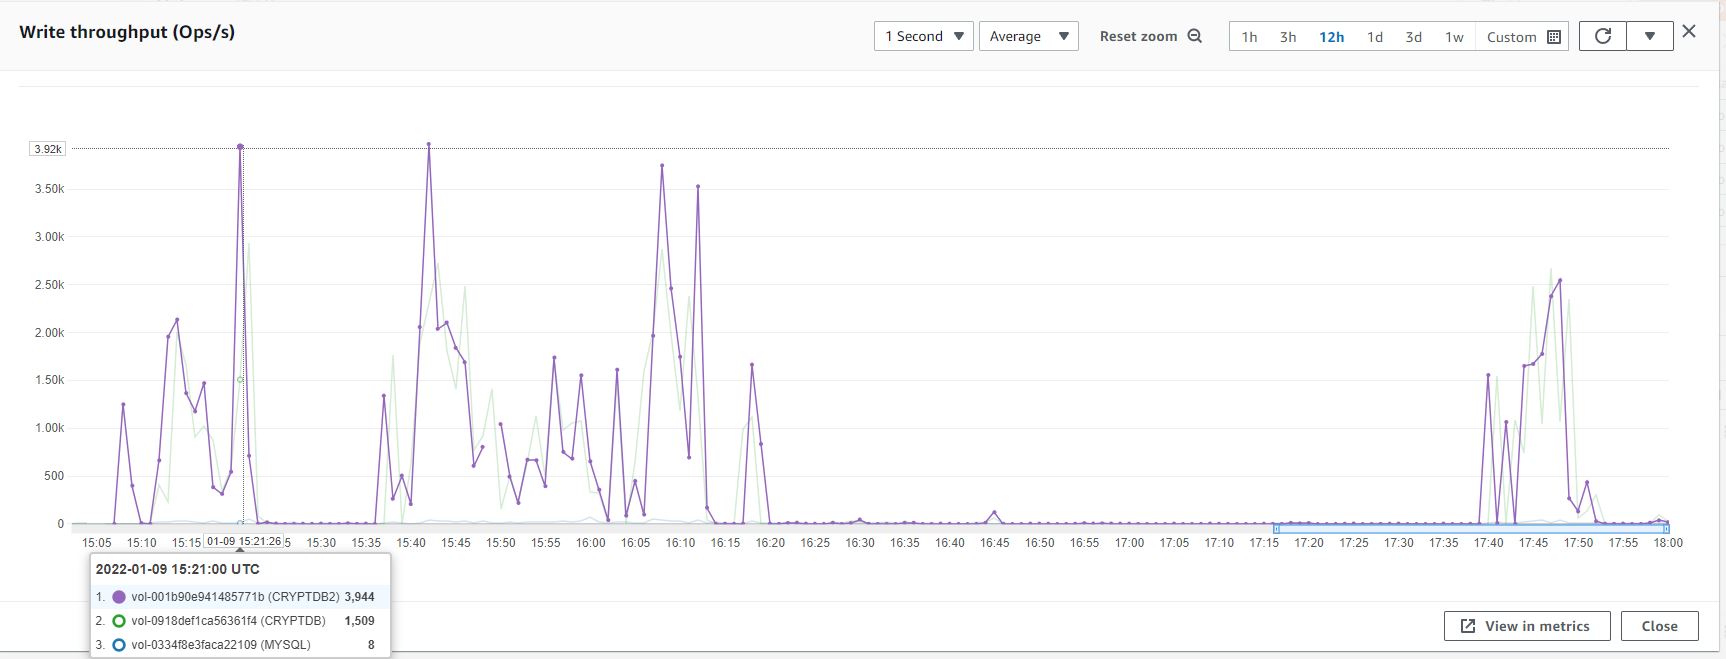 Write throughput (Ops/s)
1 Second
Average
Reset zoom
1h 3h 12h 1d 3d 1w Custom
3.92k
3.50k
3.00k
2.50k
2.00k
1.50k
1.00k
500
0
15:05 15:10 15:15 01-09 15:21:26 5 15:30 15:35 15:40 15:45 15:50 15:55 16:00 16:05 16:10 16:15 16:20 16:25 16:30 16:35 16:40 16:45 16:50 16:55 17:00 17:05 17:10 17:15 17:20 17:25 17:30 17:35 17:40 17:45 17:50 17:55 18:00
2022-01-09 15:21:00 UTC
1. vol-001b90e941485771b (CRYPTDB2) 3,944
2. vol-0918def1ca56361f4 (CRYPTDB) 1,509
3. vol-0334f8e3faca22109 (MYSQL) 8
View in metrics
Close